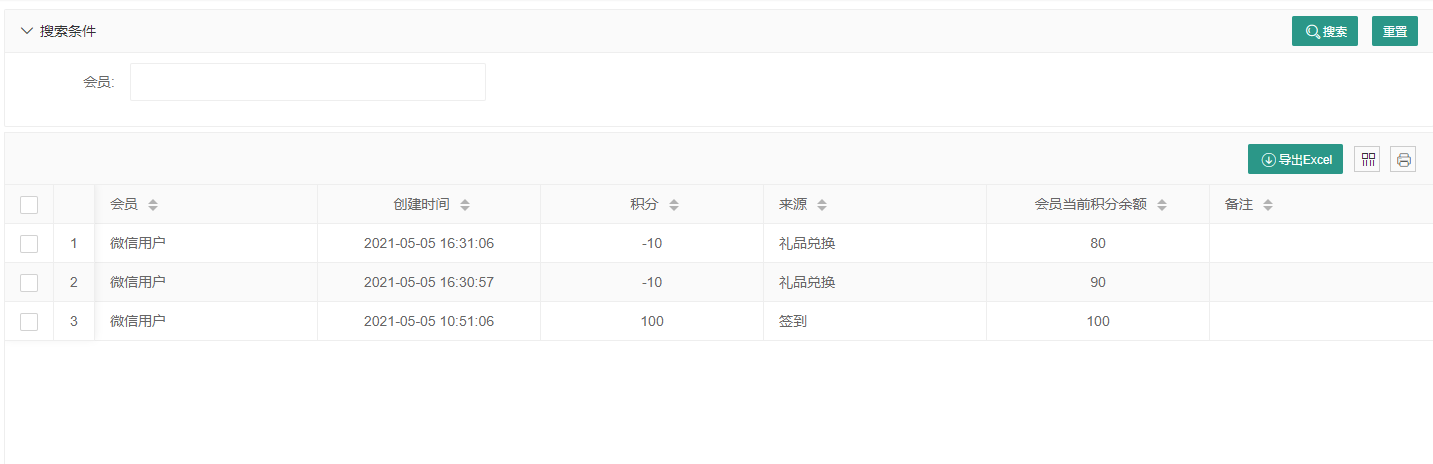 搜索条件 搜索 重置
会员:
导出Excel
会员 创建时间 积分 来源 会员当前积分余额 备注
1 微信用户 2021-05-05 16:31:06 -10 礼品兑换 80
2 微信用户 2021-05-05 16:30:57 -10 礼品兑换 90
3 微信用户 2021-05-05 10:51:06 100 签到 100